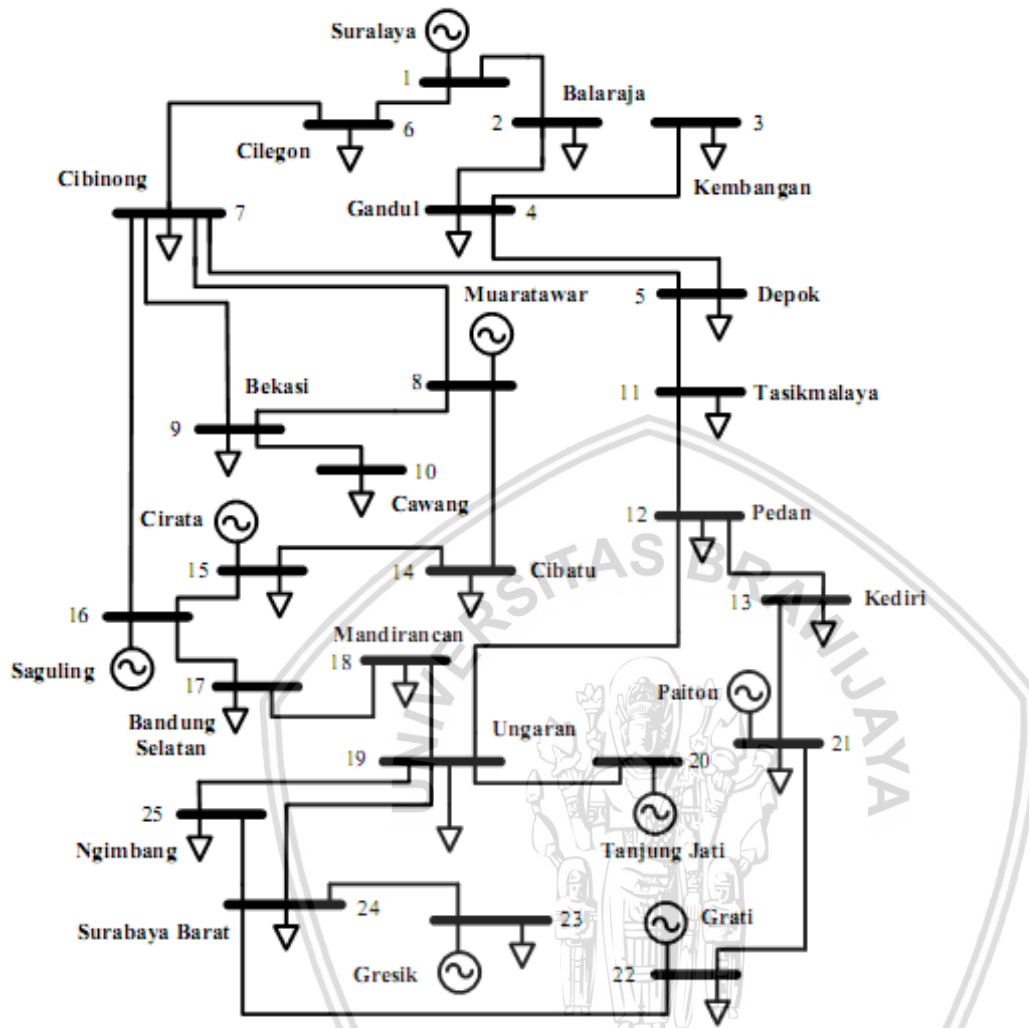 Suralaya
1
Balaraja
2
3
6
Cilegon
Kembangan
Cibinong
7
Gandul
4
5
Depok
Muaratawar
8
Bekasi
11
Tasikmalaya
9
10
Cawang
Cirata
12
Pedan
15
14
Cibatu
13
Kediri
16
Mandirancan
18
Saguling
17
Bandung
Selatan
Paiton
Ungaran
19
20
21
25
Ngimbang
Tanjung Jati
24
23
Surabaya Barat
Grati
Gresik
22
UNIVERSITAS BRAWIJAYA